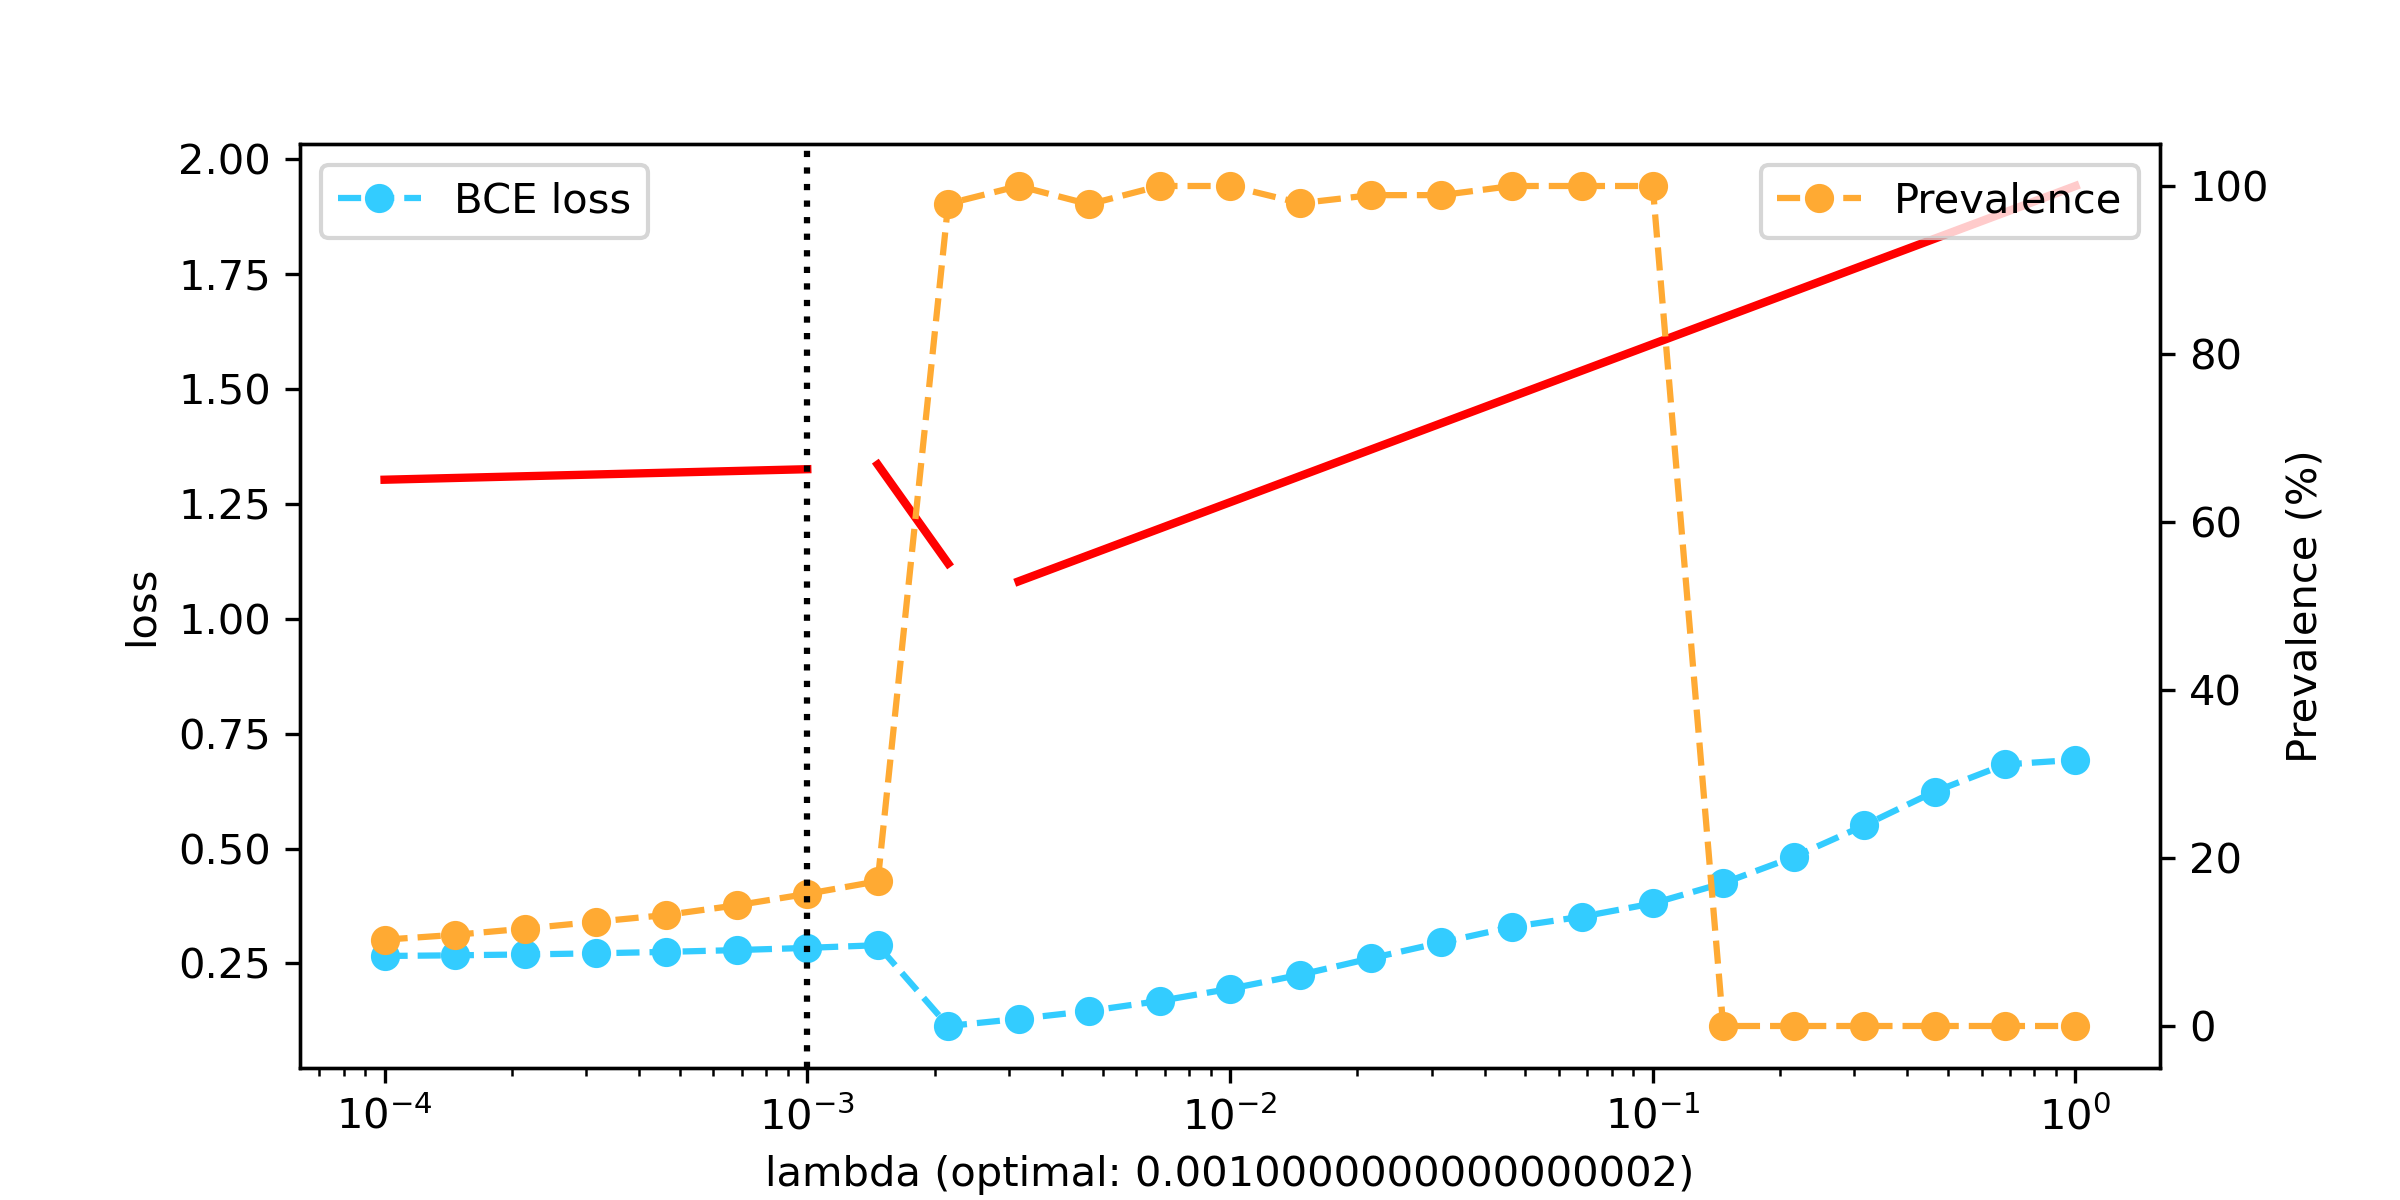 BCE loss
Prevalence
2.00
1.75
1.50
1.25
1.00
0.75
0.50
0.25
loss
100
80
60
40
20
0
Prevalence (%)
10⁻⁴ 10⁻³ 10⁻² 10⁻¹ 10⁰
lambda (optimal: 0.0010000000000000002)